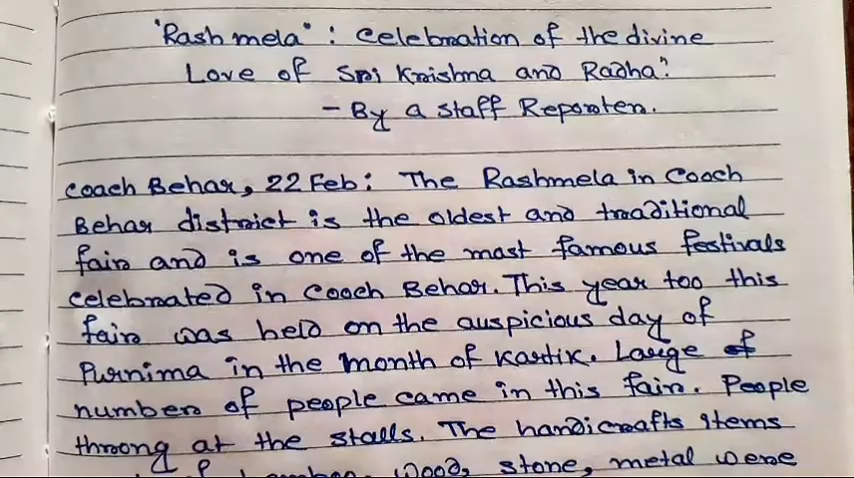 "Rash mela" : Celebration of the divine
Love of Sri Krishna and Radha"
- By a staff Reporter.
Coach Behar, 22 Feb: The Rashmela in Coach
Behar district is the oldest and traditional
fair and is one of the most famous festivals
celebrated in Coach Behar. This year too this
fair was held on the auspicious day of
Purnima in the month of Kartik. Large of
number of people came in this fair. People
throng at the stalls. The handicrafts items
wood, stone, metal were